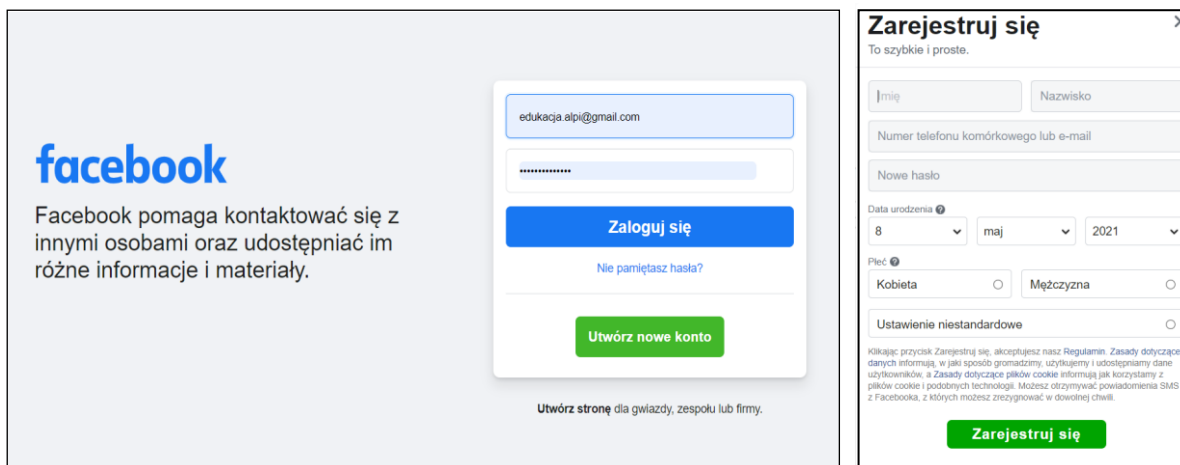 facebook
Facebook pomaga kontaktować się z
innymi osobami oraz udostępniać im
różne informacje i materiały.
edukacja.alpi@gmail.com
••••••••••••••
Zaloguj się
Nie pamiętasz hasła?
Utwórz nowe konto
Utwórz stronę dla gwiazdy, zespołu lub firmy.
Zarejestruj się
To szybkie i proste.
Imię Nazwisko
Numer telefonu komórkowego lub e-mail
Nowe hasło
Data urodzenia
8 maj 2021
Płeć
Kobieta Mężczyzna
Ustawienie niestandardowe
Klikając przycisk Zarejestruj się, akceptujesz nasz Regulamin. Zasady dotyczące
danych informują, w jaki sposób gromadzimy, użytkujemy i udostępniamy dane
użytkowników, a Zasady dotyczące plików cookie informują jak korzystamy z
plików cookie i podobnych technologii. Możesz otrzymywać powiadomienia SMS
z Facebooka, z których możesz zrezygnować w dowolnej chwili.
Zarejestruj się